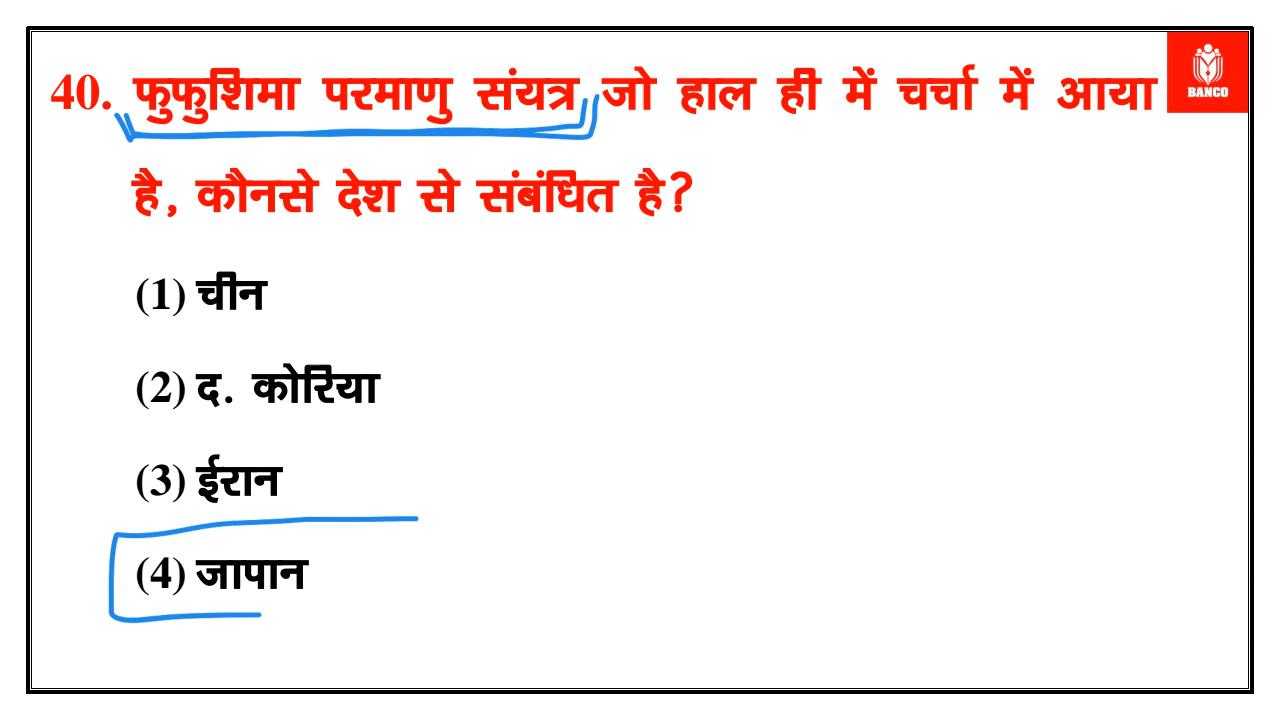 40. फुफुशिमा परमाणु संयत्र जो हाल ही में चर्चा में आया
BANCO
है, कौनसे देश से संबंधित है?
(1) चीन
(2) द. कोरिया
(3) ईरान
(4) जापान